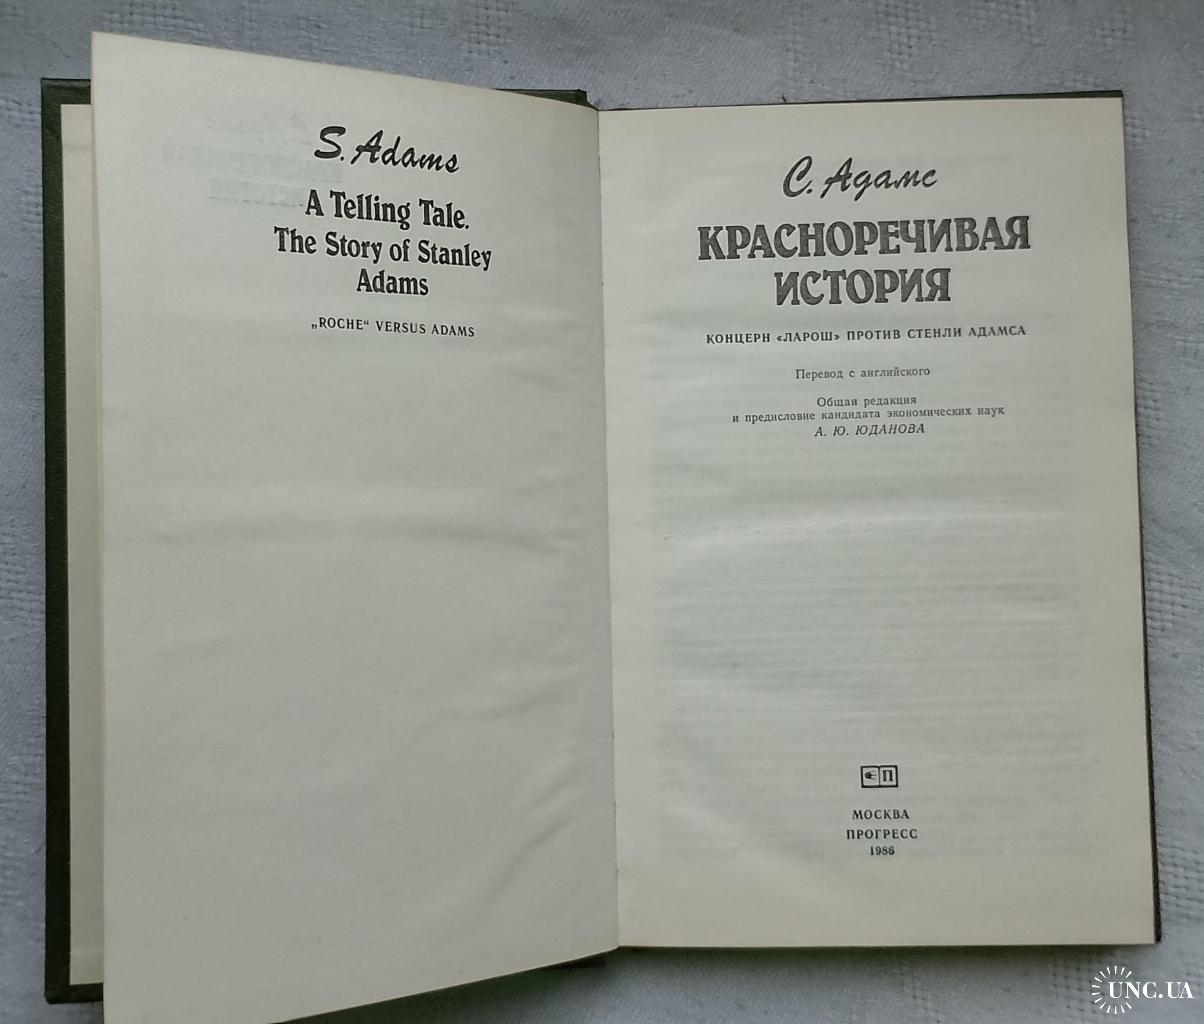 S. Adams
A Telling Tale.
The Story of Stanley
Adams
„ROCHE“ VERSUS ADAMS
С. Адамс
КРАСНОРЕЧИВАЯ
ИСТОРИЯ
КОНЦЕРН «ЛАРОШ» ПРОТИВ СТЕНЛИ АДАМСА
Перевод с английского
Общая редакция
и предисловие кандидата экономических наук
А. Ю. ЮДАНОВА
П
МОСКВА
ПРОГРЕСС
1986
UNC.UA